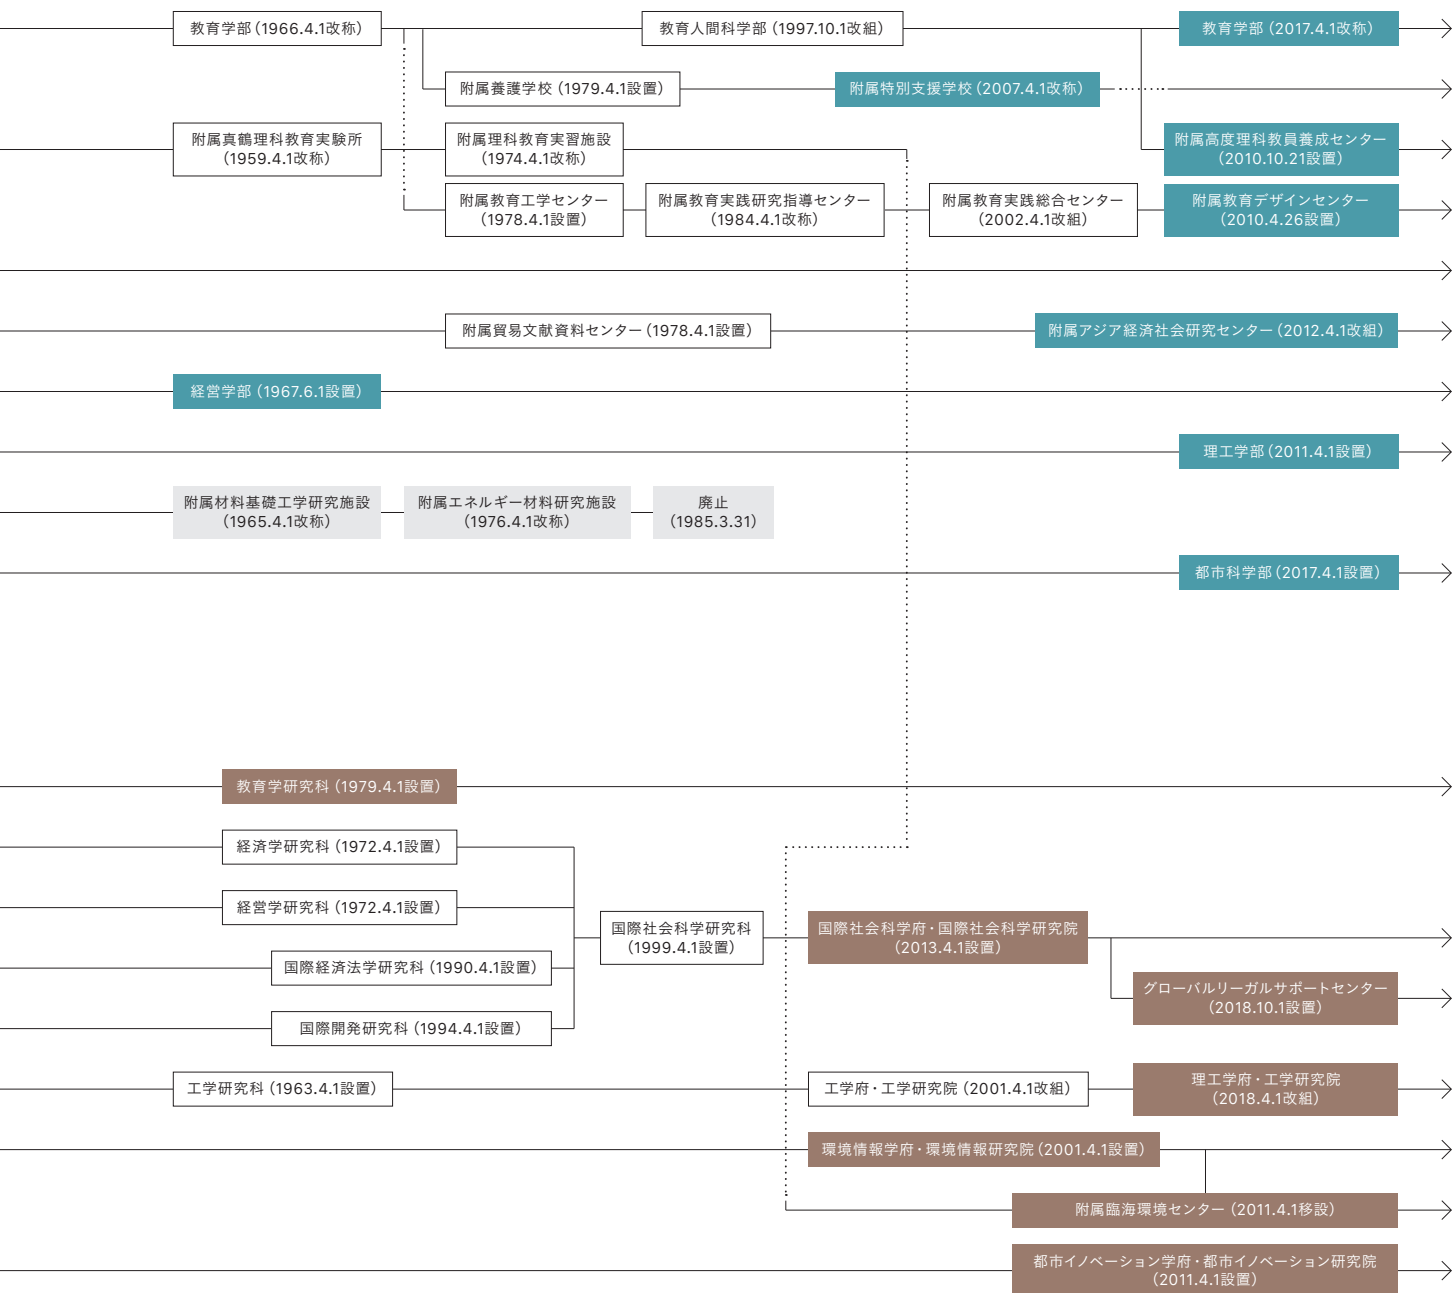 教育学部（1966.4.1改称）
教育人間科学部（1997.10.1改組）
教育学部（2017.4.1改称）
附属養護学校（1979.4.1設置）
附属特別支援学校（2007.4.1改称）
附属真鶴理科教育実験所
（1959.4.1改称）
附属理科教育実習施設
（1974.4.1改称）
附属高度理科教員養成センター
（2010.10.21設置）
附属教育工学センター
（1978.4.1設置）
附属教育実践研究指導センター
（1984.4.1改称）
附属教育実践総合センター
（2002.4.1改組）
附属教育デザインセンター
（2010.4.26設置）
附属貿易文献資料センター（1978.4.1設置）
附属アジア経済社会研究センター（2012.4.1改組）
経営学部（1967.6.1設置）
理工学部（2011.4.1設置）
附属材料基礎工学研究施設
（1965.4.1改称）
附属エネルギー材料研究施設
（1976.4.1改称）
廃止
（1985.3.31）
都市科学部（2017.4.1設置）
教育学研究科（1979.4.1設置）
経済学研究科（1972.4.1設置）
経営学研究科（1972.4.1設置）
国際社会科学研究科
（1999.4.1設置）
国際社会科学府・国際社会科学研究院
（2013.4.1設置）
国際経済法学研究科（1990.4.1設置）
グローバルリーガルサポートセンター
（2018.10.1設置）
国際開発研究科（1994.4.1設置）
工学研究科（1963.4.1設置）
工学府・工学研究院（2001.4.1改組）
理工学府・工学研究院
（2018.4.1改組）
環境情報学府・環境情報研究院（2001.4.1設置）
附属臨海環境センター（2011.4.1移設）
都市イノベーション学府・都市イノベーション研究院
（2011.4.1設置）